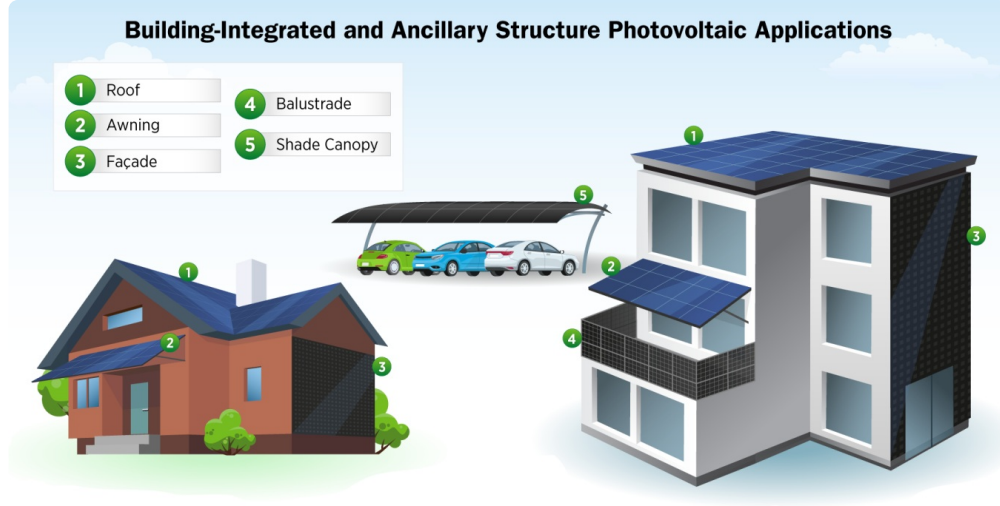 Building-Integrated and Ancillary Structure Photovoltaic Applications
1 Roof
2 Awning
3 Façade
4 Balustrade
5 Shade Canopy
1
5
3
2
4
1
2
3